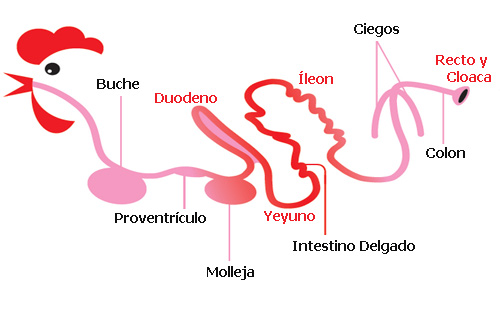 Ciegos
Recto y
Cloaca
Íleon
Buche
Duodeno
Colon
Proventrículo
Yeyuno
Intestino Delgado
Molleja